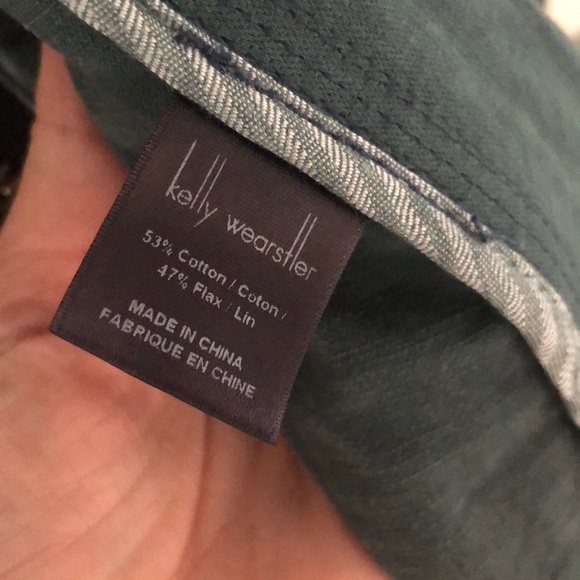 kelly wearstler
53% Cotton / Coton /
47% Flax / Lin
MADE IN CHINA
FABRIQUE EN CHINE